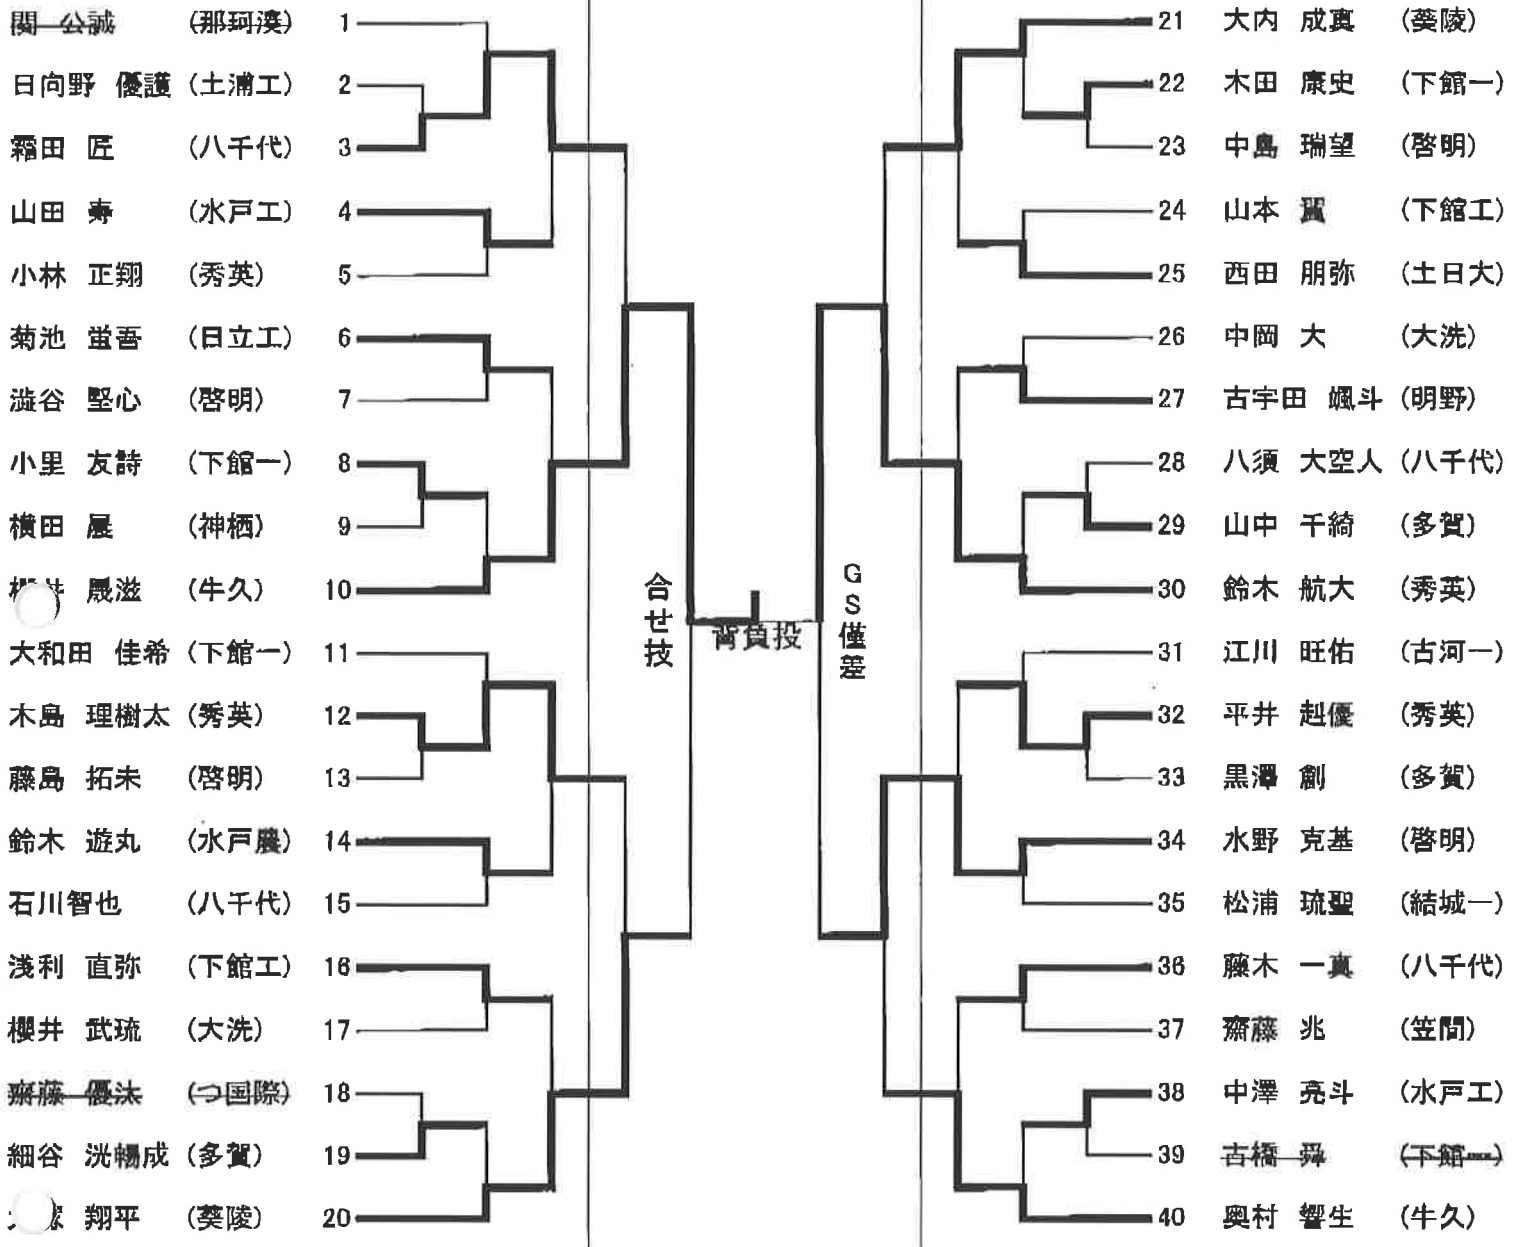 関 公誠 (那珂湊) 1
日向野 優護 (土浦工) 2
霜田 匠 (八千代) 3
山田 寿 (水戸工) 4
小林 正翔 (秀英) 5
菊池 蛍吾 (日立工) 6
澁谷 堅心 (啓明) 7
小里 友詩 (下館一) 8
横田 展 (神栖) 9
櫻井 晟滋 (牛久) 10
大和田 佳希 (下館一) 11
木島 理樹太 (秀英) 12
藤島 拓未 (啓明) 13
鈴木 遊丸 (水戸農) 14
石川智也 (八千代) 15
浅利 直弥 (下館工) 16
櫻井 武琉 (大洗) 17
齋藤 優汰 (つ国際) 18
細谷 洸暢成 (多賀) 19
翔平 (葵陵) 20
合せ技
背負投
GS僅差
21 大内 成真 (葵陵)
22 木田 康史 (下館一)
23 中島 瑞望 (啓明)
24 山本 翼 (下館工)
25 西田 朋弥 (土日大)
26 中岡 大 (大洗)
27 古宇田 颯斗 (明野)
28 八須 大空人 (八千代)
29 山中 千綺 (多賀)
30 鈴木 航大 (秀英)
31 江川 旺佑 (古河一)
32 平井 赳優 (秀英)
33 黒澤 創 (多賀)
34 水野 克基 (啓明)
35 松浦 琉聖 (結城一)
36 藤木 一真 (八千代)
37 齋藤 兆 (笠間)
38 中澤 亮斗 (水戸工)
39 古橋 舜 (下館一)
40 奥村 響生 (牛久)